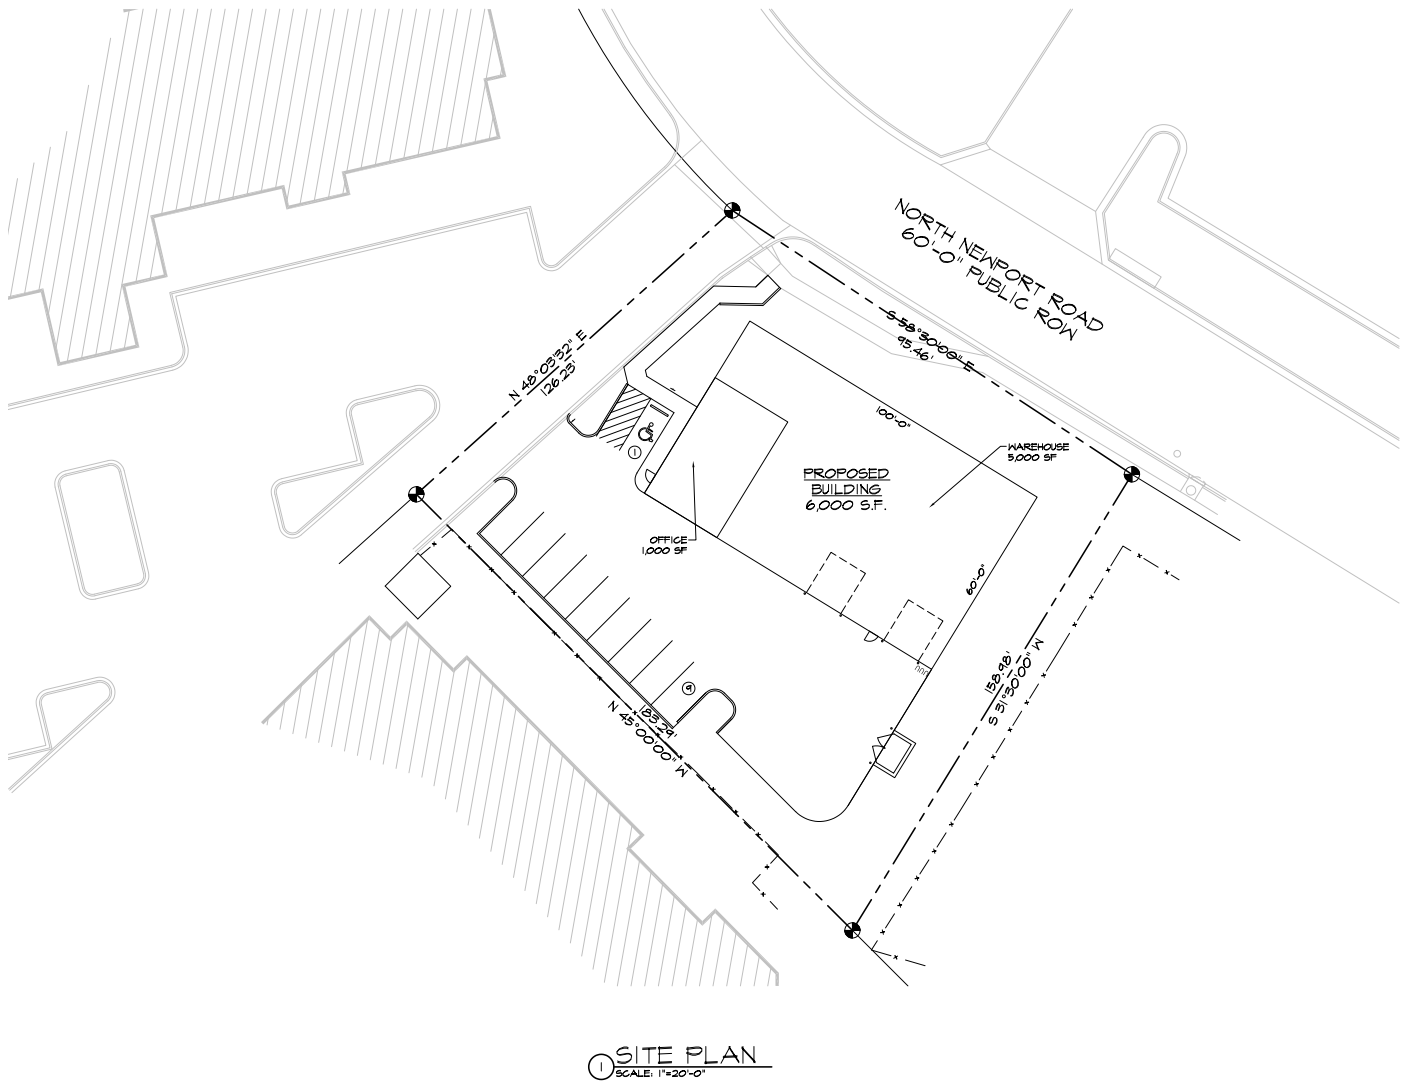 NORTH NEWPORT ROAD
60'-0" PUBLIC ROW
S 58°30'00" E
95.46'
N 48°03'32" E
126.23'
100'-0"
WAREHOUSE
5,000 SF
PROPOSED
BUILDING
6,000 S.F.
1
OFFICE
1,000 SF
60'-0"
158.98'
S 31°30'00" W
9
183.29'
N 45°00'00" W
1
SITE PLAN
SCALE: 1"=20'-0"